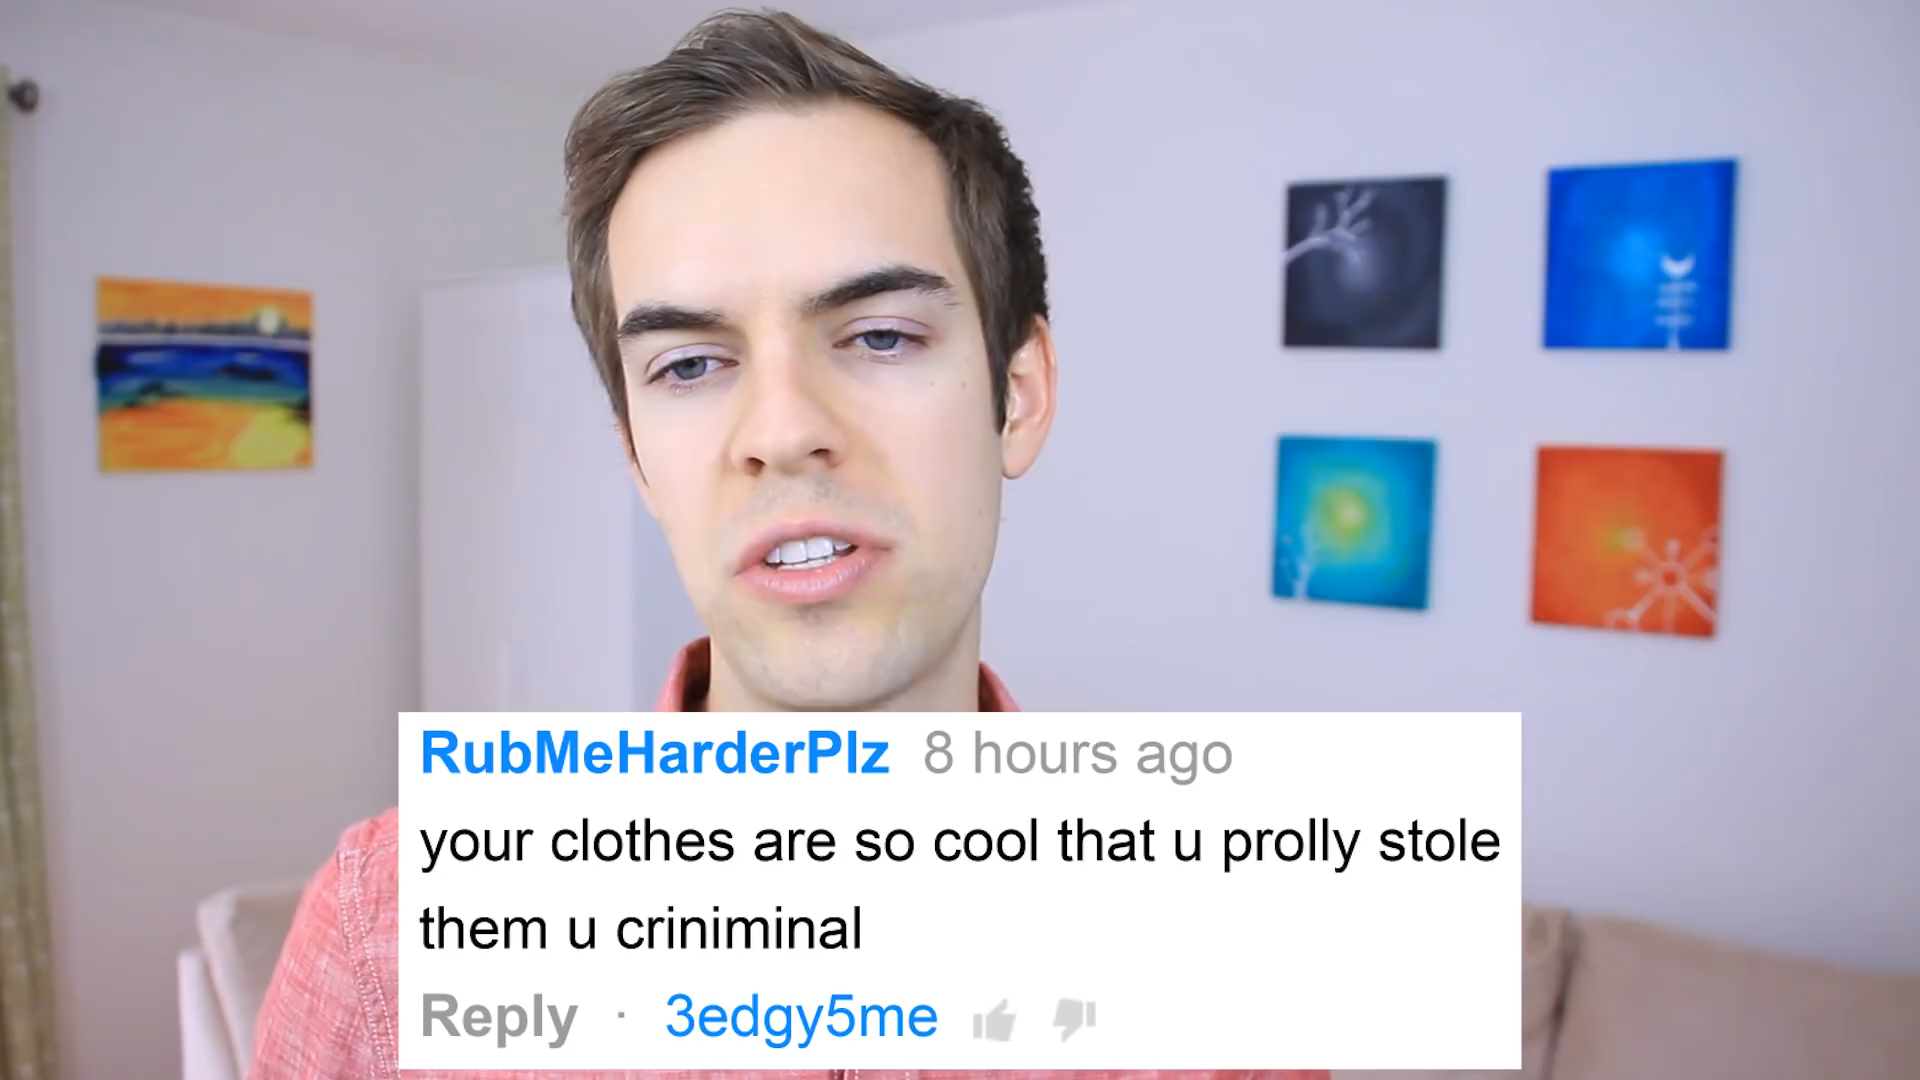 RubMeHarderPlz 8 hours ago
your clothes are so cool that u prolly stole
them u criniminal
Reply · 3edgy5me